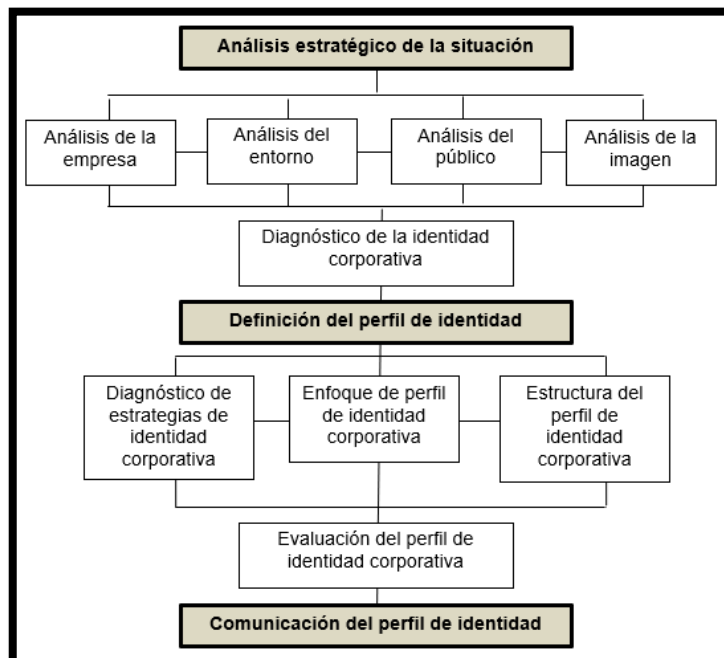 Análisis estratégico de la situación
Análisis de la
empresa
Análisis del
entorno
Análisis del
público
Análisis de la
imagen
Diagnóstico de la identidad
corporativa
Definición del perfil de identidad
Diagnóstico de
estrategias de
identidad
corporativa
Enfoque de perfil
de identidad
corporativa
Estructura del
perfil de
identidad
corporativa
Evaluación del perfil de
identidad corporativa
Comunicación del perfil de identidad